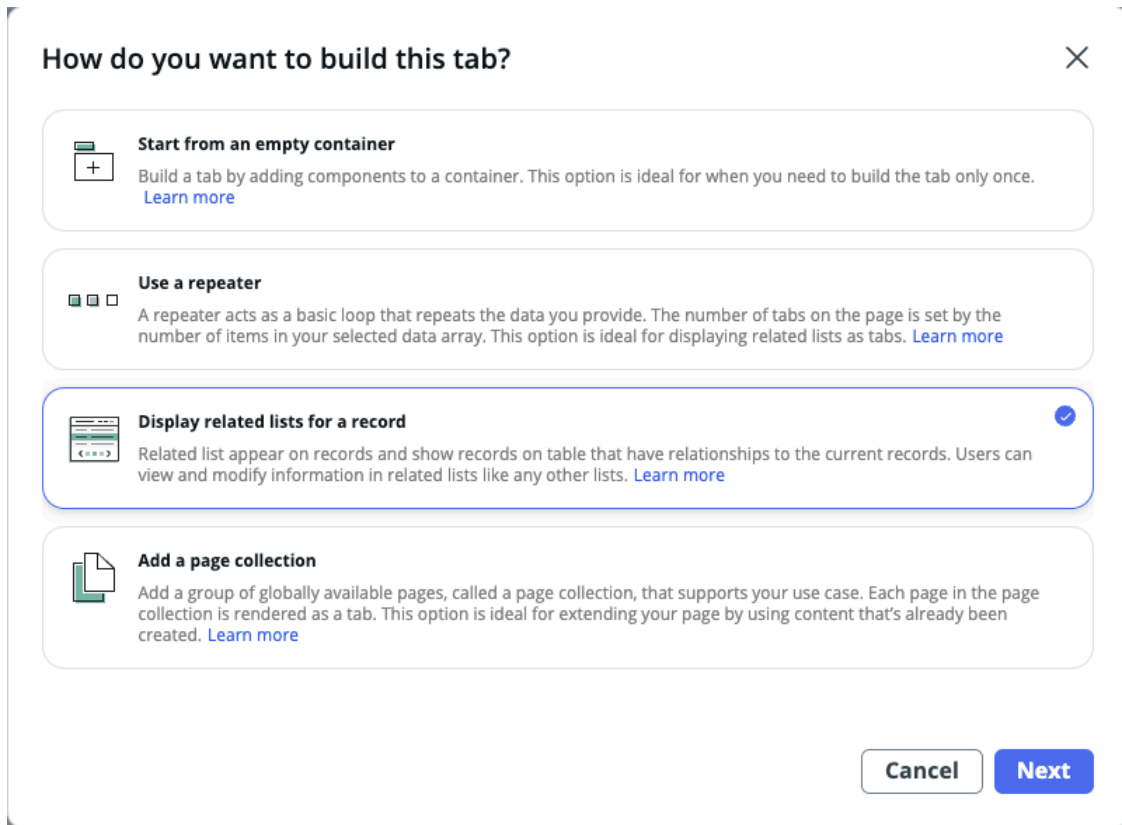 How do you want to build this tab?
Start from an empty container
Build a tab by adding components to a container. This option is ideal for when you need to build the tab only once.
Learn more
Use a repeater
A repeater acts as a basic loop that repeats the data you provide. The number of tabs on the page is set by the
number of items in your selected data array. This option is ideal for displaying related lists as tabs. Learn more
Display related lists for a record
Related list appear on records and show records on table that have relationships to the current records. Users can
view and modify information in related lists like any other lists. Learn more
Add a page collection
Add a group of globally available pages, called a page collection, that supports your use case. Each page in the page
collection is rendered as a tab. This option is ideal for extending your page by using content that’s already been
created. Learn more
Cancel
Next